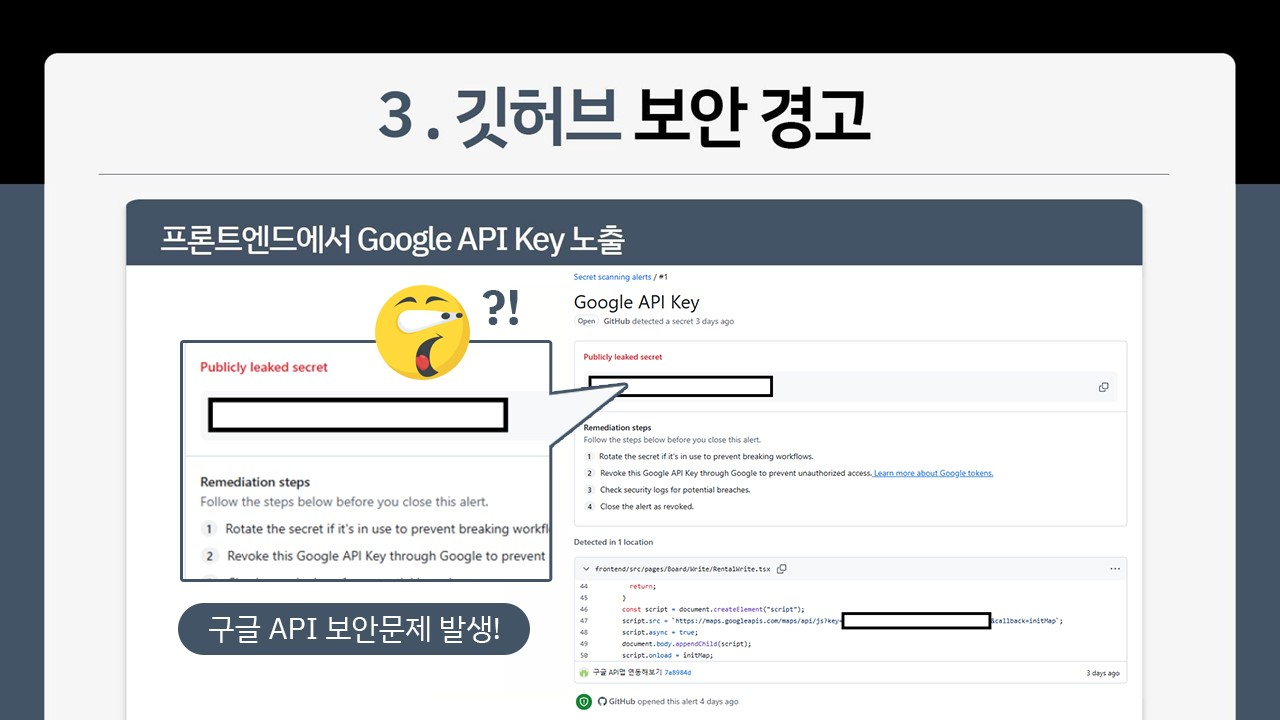 3 . 깃허브 보안 경고
프론트엔드에서 Google API Key 노출
?!
Publicly leaked secret
Remediation steps
Follow the steps below before you close this alert.
1 Rotate the secret if it's in use to prevent breaking workfl
2 Revoke this Google API Key through Google to prevent
구글 API 보안문제 발생!
Secret scanning alerts / #1
Google API Key
Open GitHub detected a secret 3 days ago
Publicly leaked secret
Remediation steps
Follow the steps below before you close this alert.
1 Rotate the secret if it's in use to prevent breaking workflows.
2 Revoke this Google API Key through Google to prevent unauthorized access. Learn more about Google tokens.
3 Check security logs for potential breaches.
4 Close the alert as revoked.
Detected in 1 location
frontend/src/pages/Board/Write/RentalWrite.tsx
44 return;
45 }
46 const script = document.createElement("script");
47 script.src = `https://maps.googleapis.com/maps/api/js?key= &callback=initMap`;
48 script.async = true;
49 document.body.appendChild(script);
50 script.onload = initMap;
구글 API맵 연동해보기 7a8984d 3 days ago
GitHub opened this alert 4 days ago